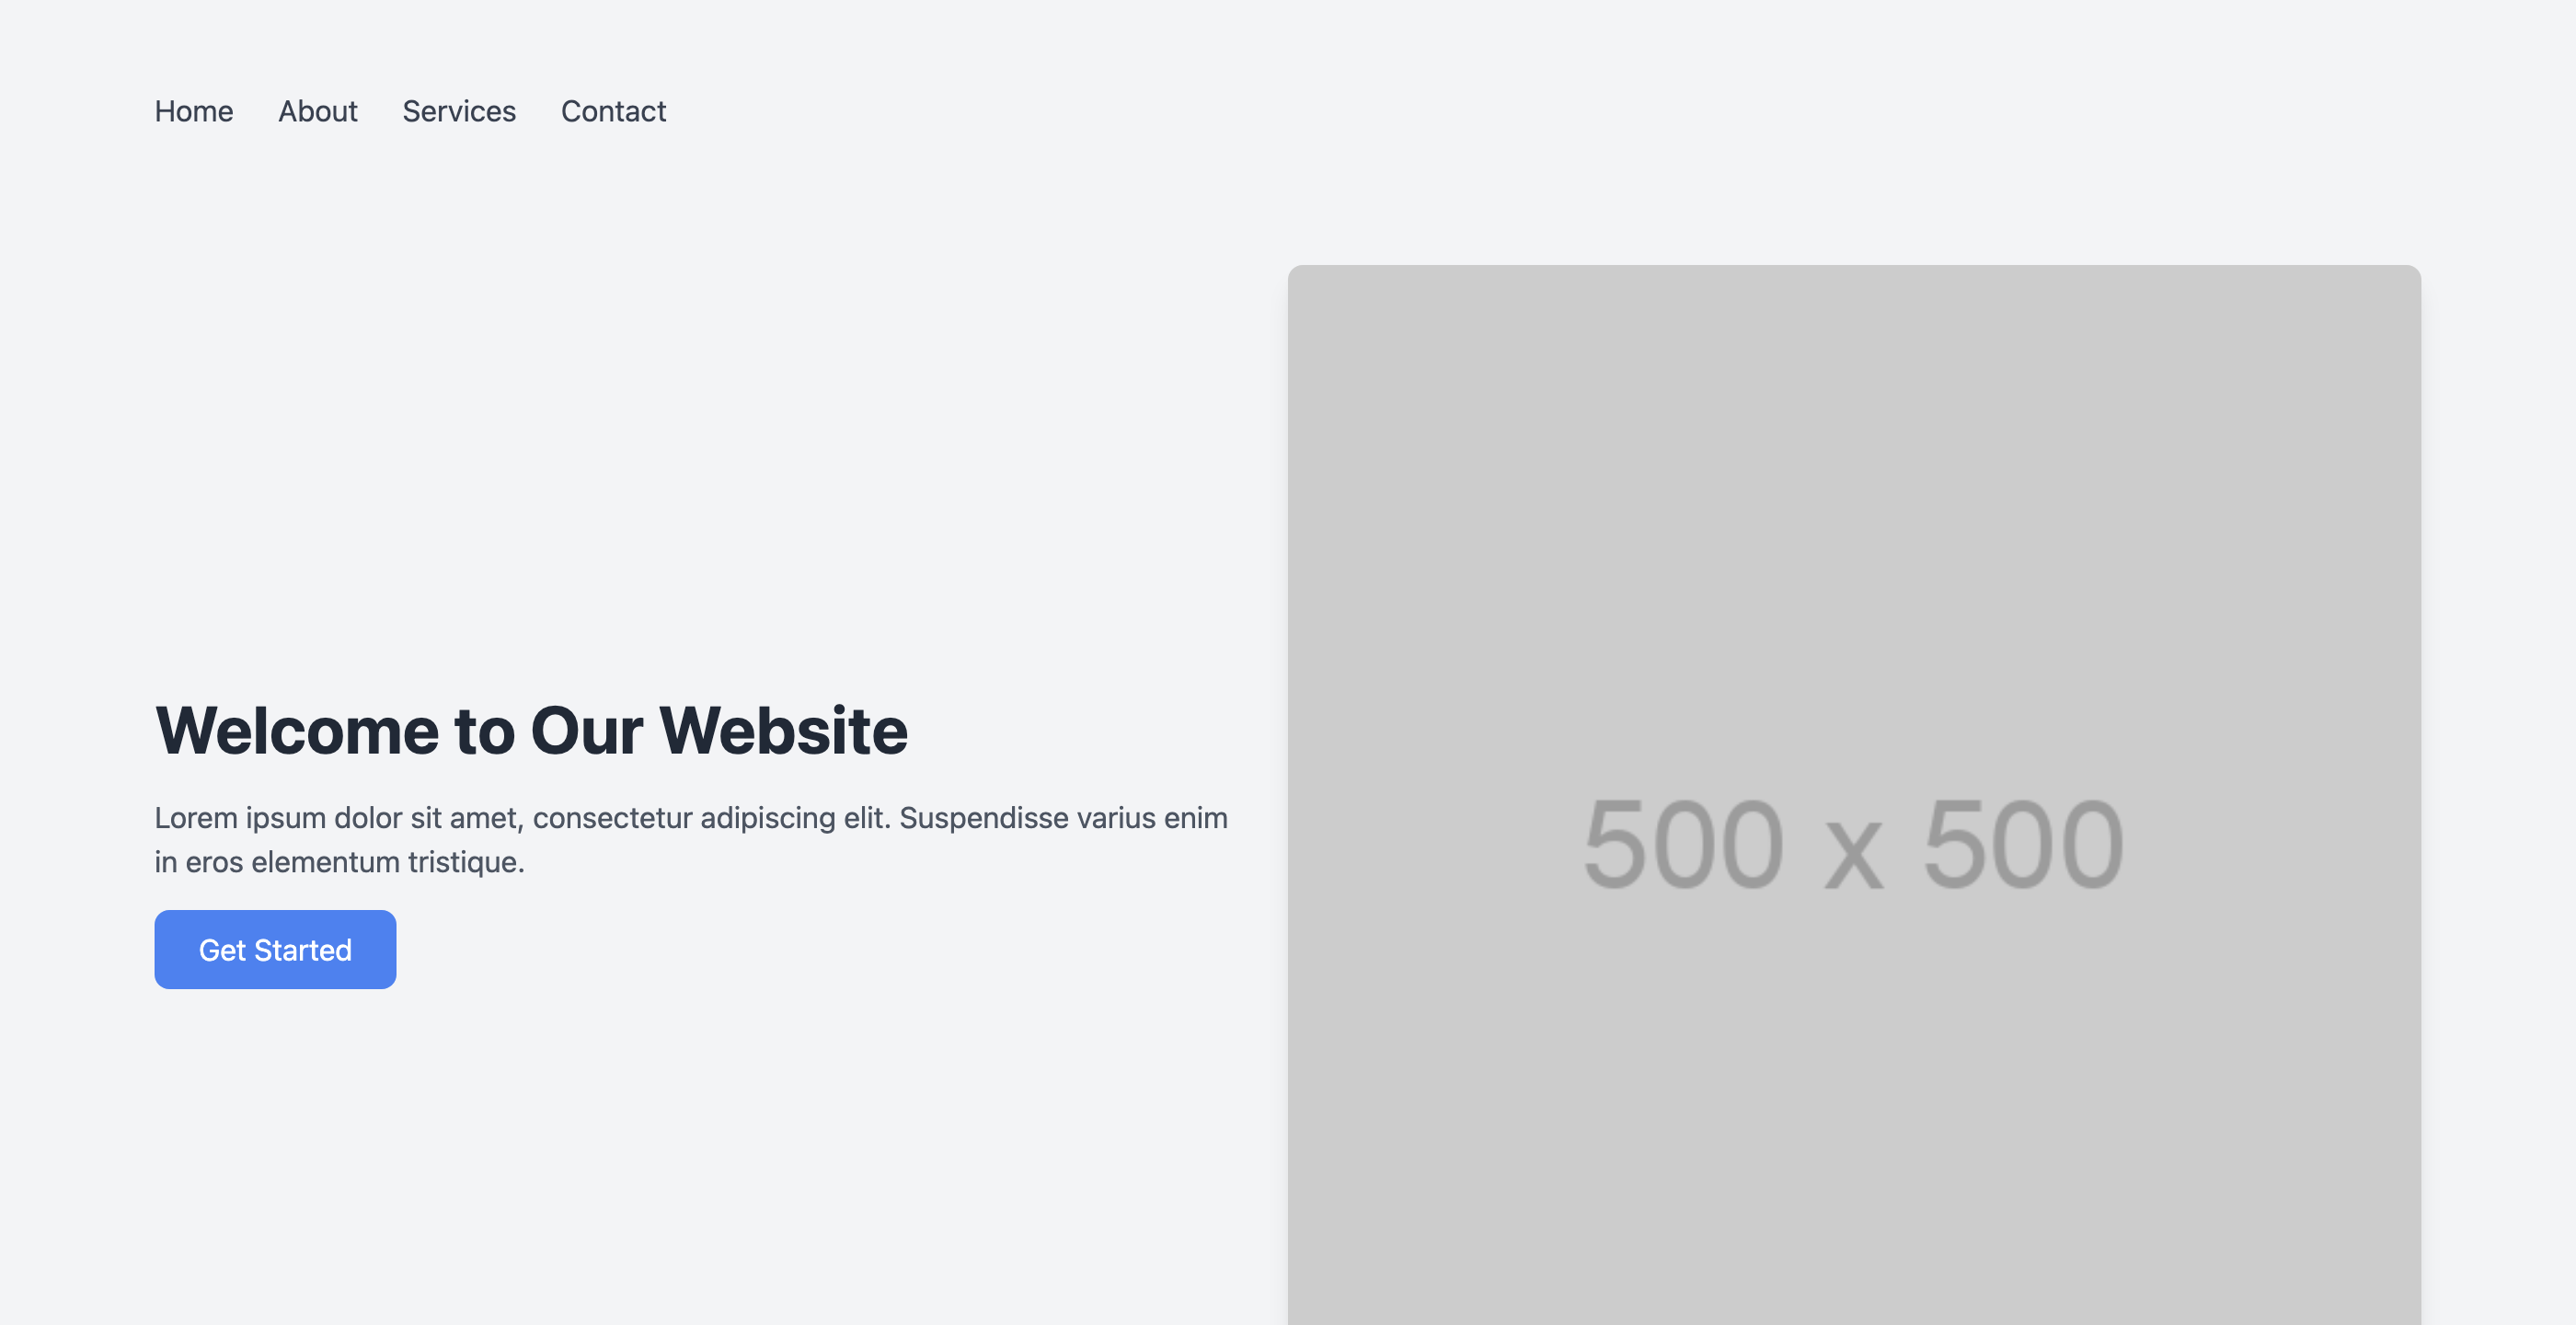 Home About Services Contact
Welcome to Our Website
Lorem ipsum dolor sit amet, consectetur adipiscing elit. Suspendisse varius enim
in eros elementum tristique.
Get Started
500 x 500